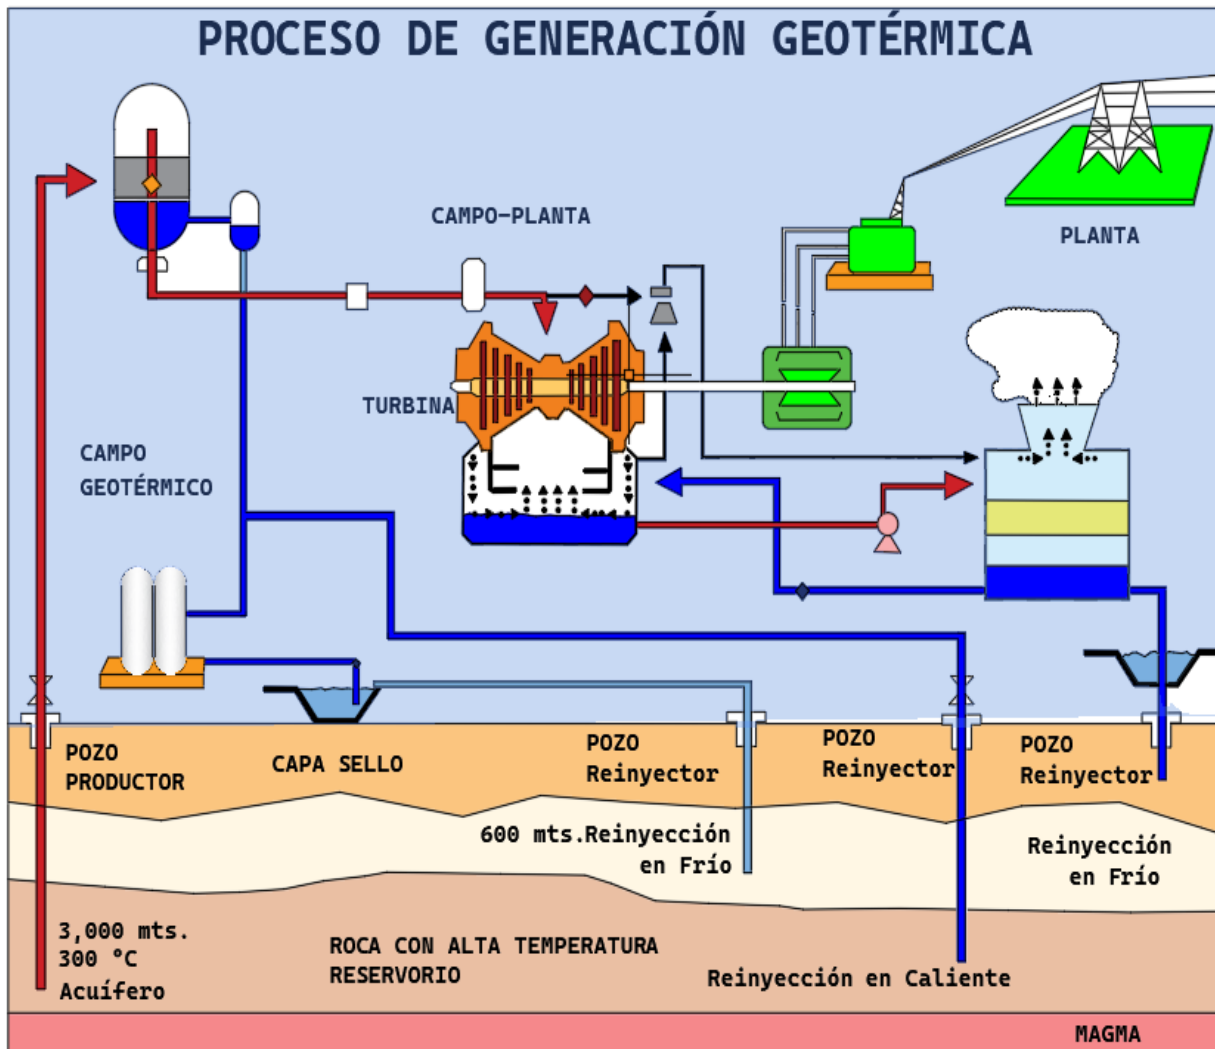 PROCESO DE GENERACIÓN GEOTÉRMICA
CAMPO-PLANTA
PLANTA
TURBINA
CAMPO
GEOTÉRMICO
POZO
PRODUCTOR
CAPA SELLO
POZO
Reinyector
POZO
Reinyector
POZO
Reinyector
600 mts.Reinyección
en Frío
Reinyección
en Frío
3,000 mts.
300 °C
Acuífero
ROCA CON ALTA TEMPERATURA
RESERVORIO
Reinyección en Caliente
MAGMA